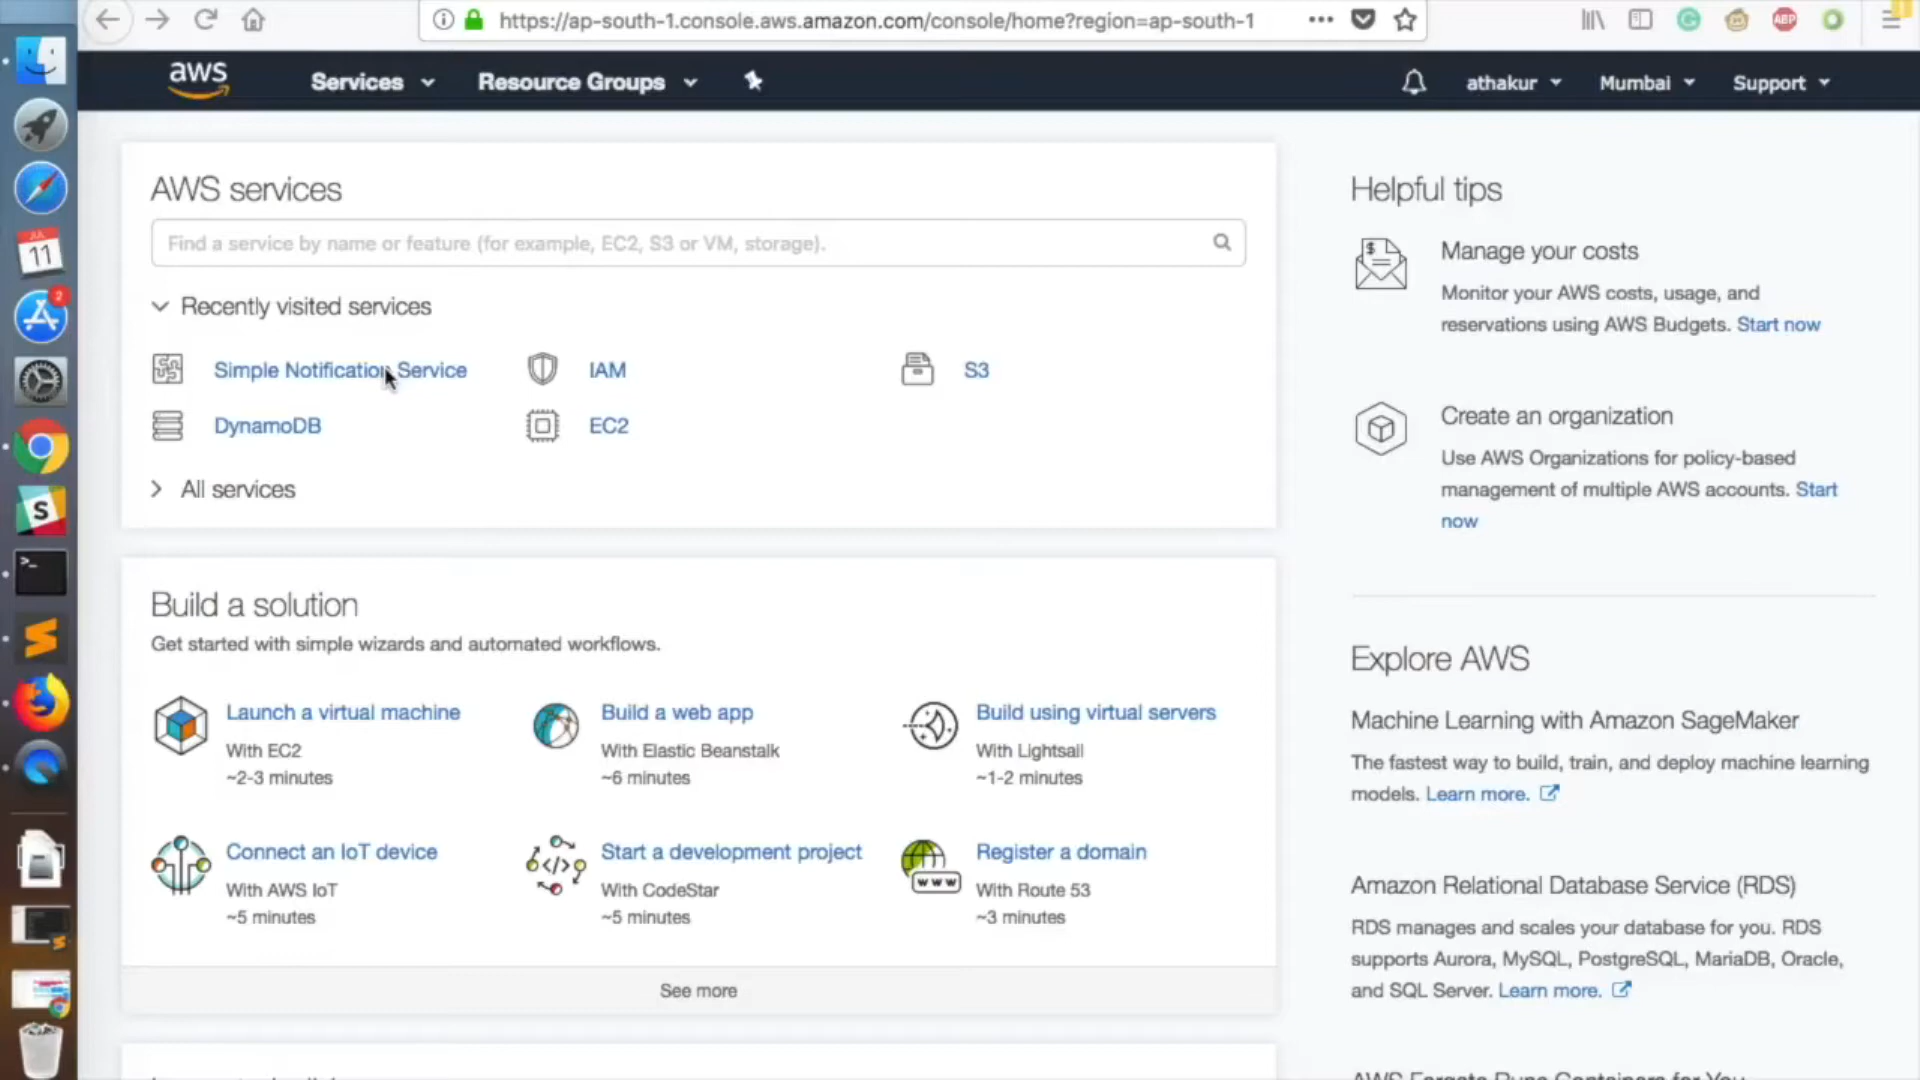 https://ap-south-1.console.aws.amazon.com/console/home?region=ap-south-1
ABP
aws
Services
Resource Groups
athakur
Mumbai
Support
JUL
11
2
S
AWS services
Find a service by name or feature (for example, EC2, S3 or VM, storage).
Recently visited services
Simple Notification Service
IAM
S3
DynamoDB
EC2
All services
Build a solution
Get started with simple wizards and automated workflows.
Launch a virtual machine
With EC2
~2-3 minutes
Build a web app
With Elastic Beanstalk
~6 minutes
Build using virtual servers
With Lightsail
~1-2 minutes
Connect an IoT device
With AWS IoT
~5 minutes
Start a development project
With CodeStar
~5 minutes
www
Register a domain
With Route 53
~3 minutes
See more
Helpful tips
Manage your costs
Monitor your AWS costs, usage, and
reservations using AWS Budgets. Start now
Create an organization
Use AWS Organizations for policy-based
management of multiple AWS accounts. Start
now
Explore AWS
Machine Learning with Amazon SageMaker
The fastest way to build, train, and deploy machine learning
models. Learn more.
Amazon Relational Database Service (RDS)
RDS manages and scales your database for you. RDS
supports Aurora, MySQL, PostgreSQL, MariaDB, Oracle,
and SQL Server. Learn more.